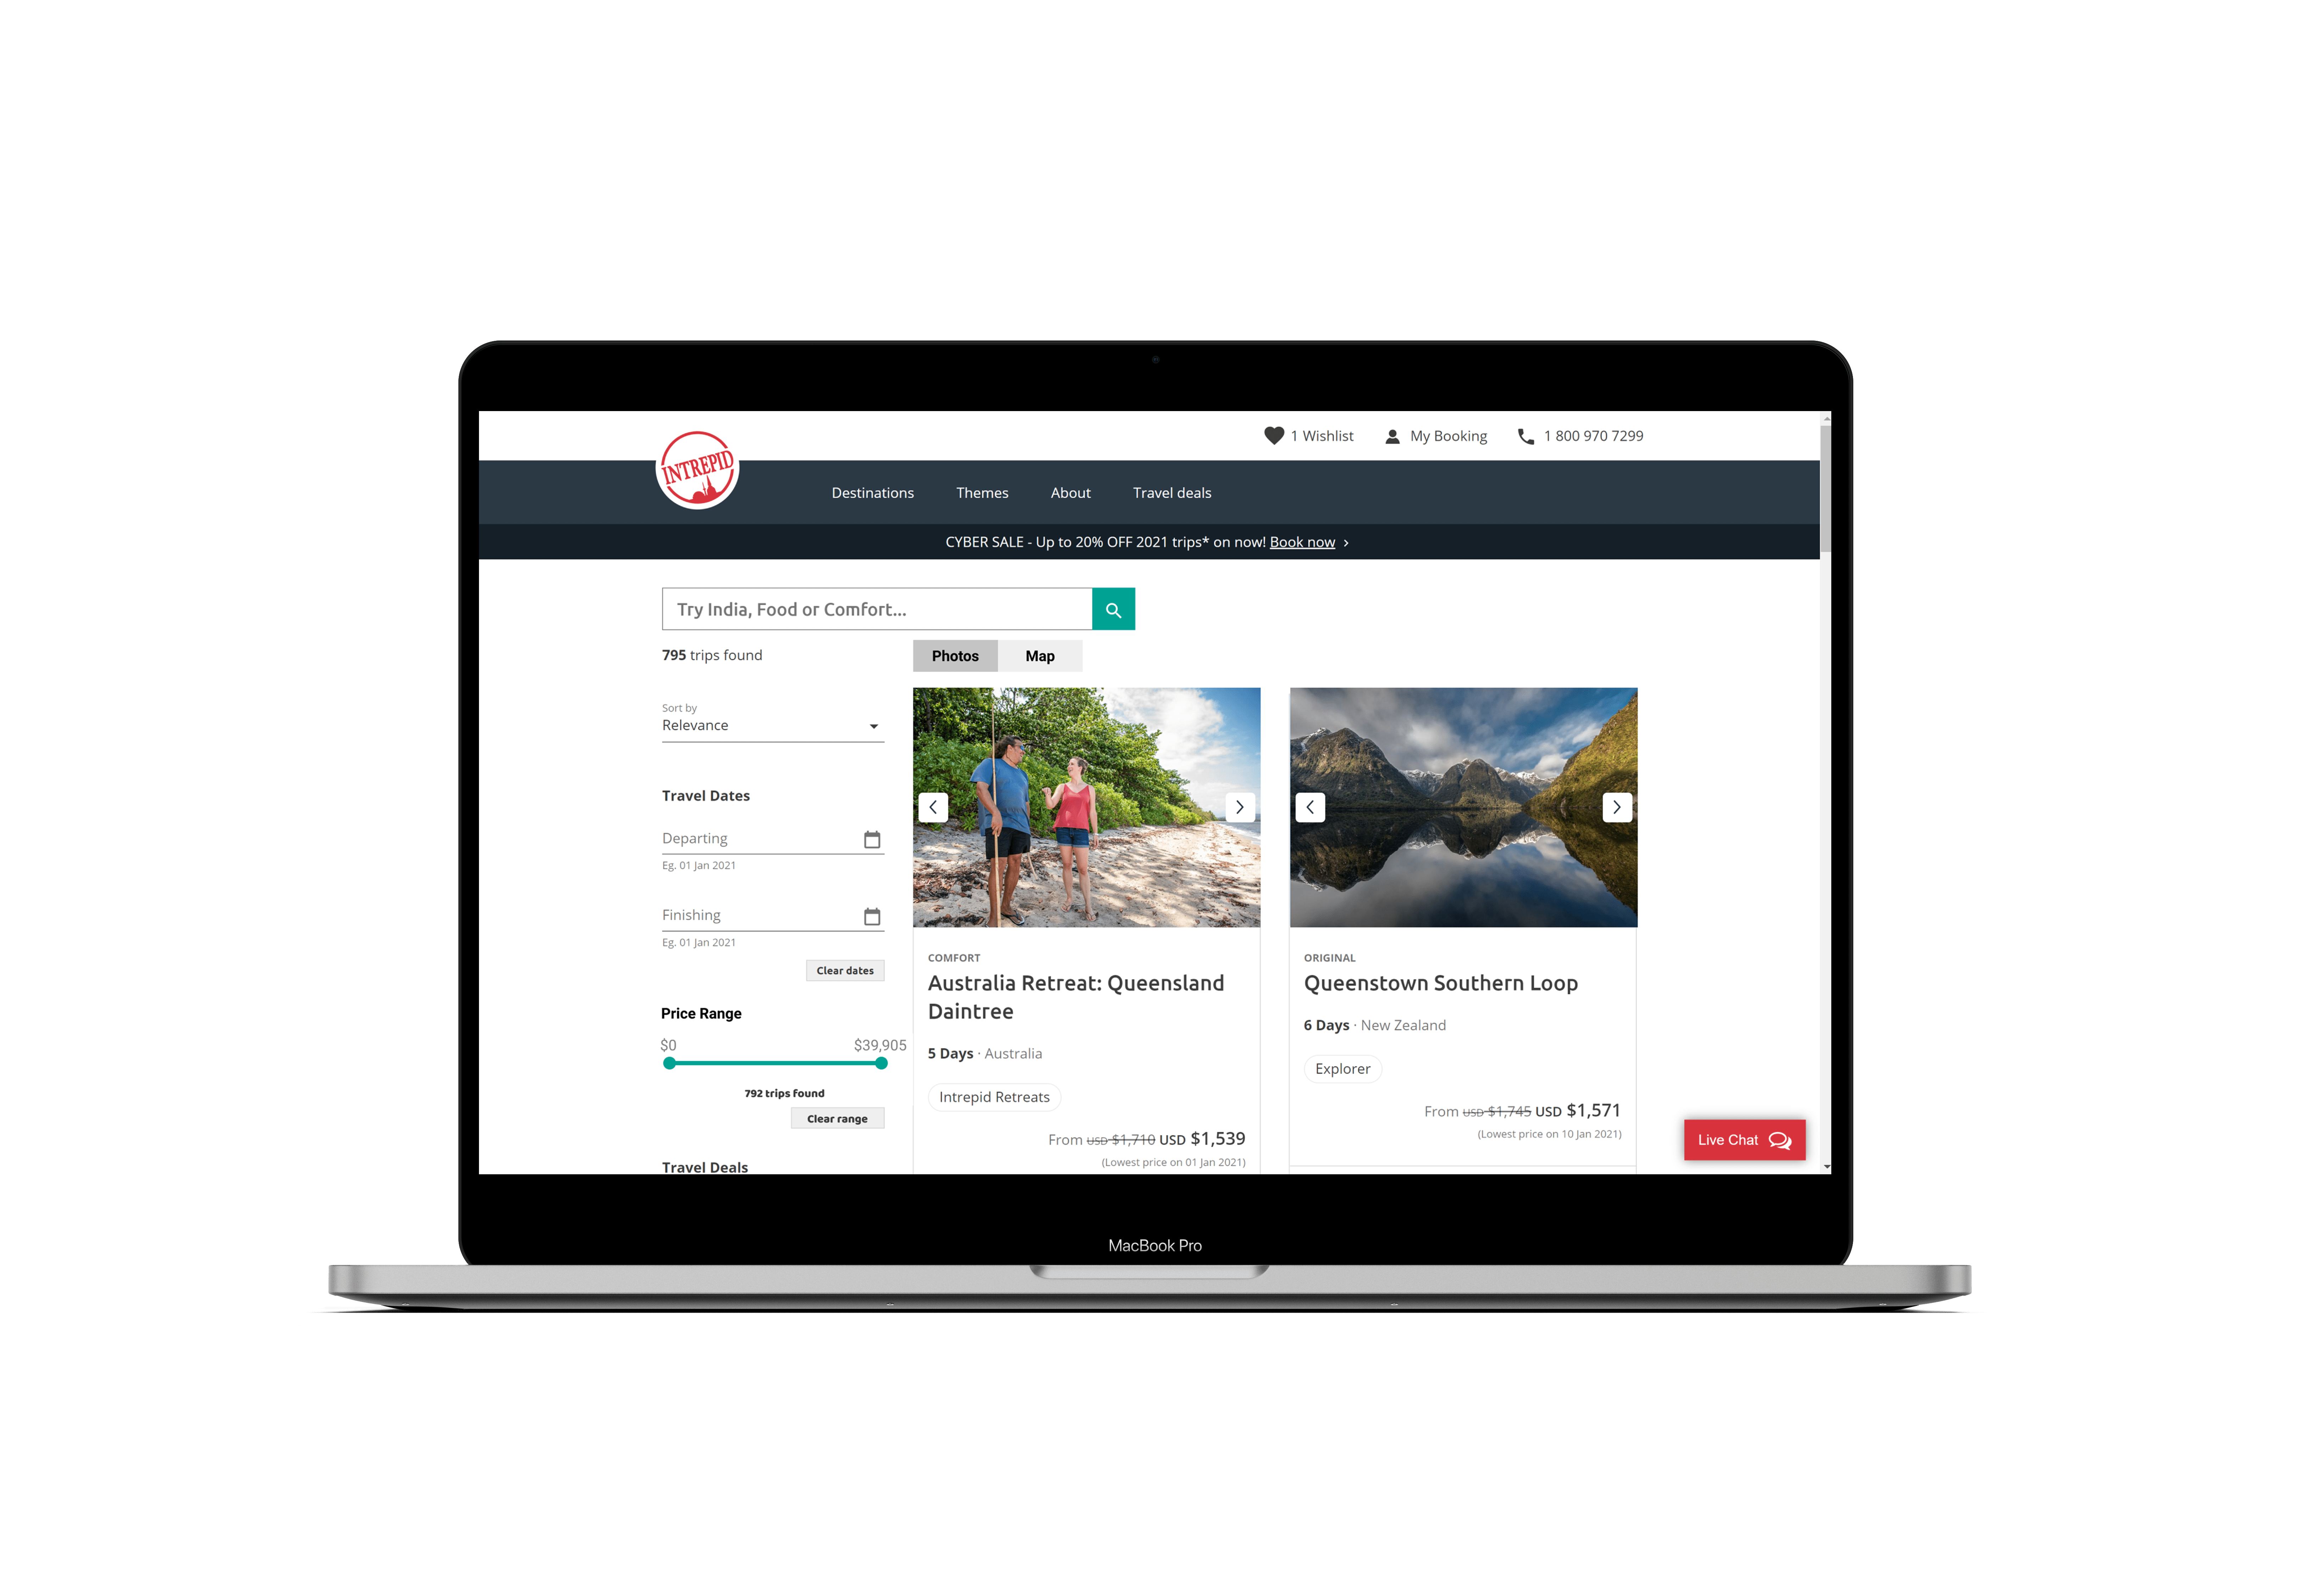 1 Wishlist My Booking 1 800 970 7299
INTREPID
Destinations Themes About Travel deals
CYBER SALE - Up to 20% OFF 2021 trips* on now! Book now
Try India, Food or Comfort...
795 trips found
Photos Map
Sort by
Relevance
Travel Dates
Departing
Eg. 01 Jan 2021
Finishing
Eg. 01 Jan 2021
Clear dates
Price Range
$0 $39,905
792 trips found
Clear range
Travel Deals
COMFORT
Australia Retreat: Queensland
Daintree
5 Days · Australia
Intrepid Retreats
From USD $1,710 USD $1,539
(Lowest price on 01 Jan 2021)
ORIGINAL
Queenstown Southern Loop
6 Days · New Zealand
Explorer
From USD $1,745 USD $1,571
(Lowest price on 10 Jan 2021)
Live Chat
MacBook Pro